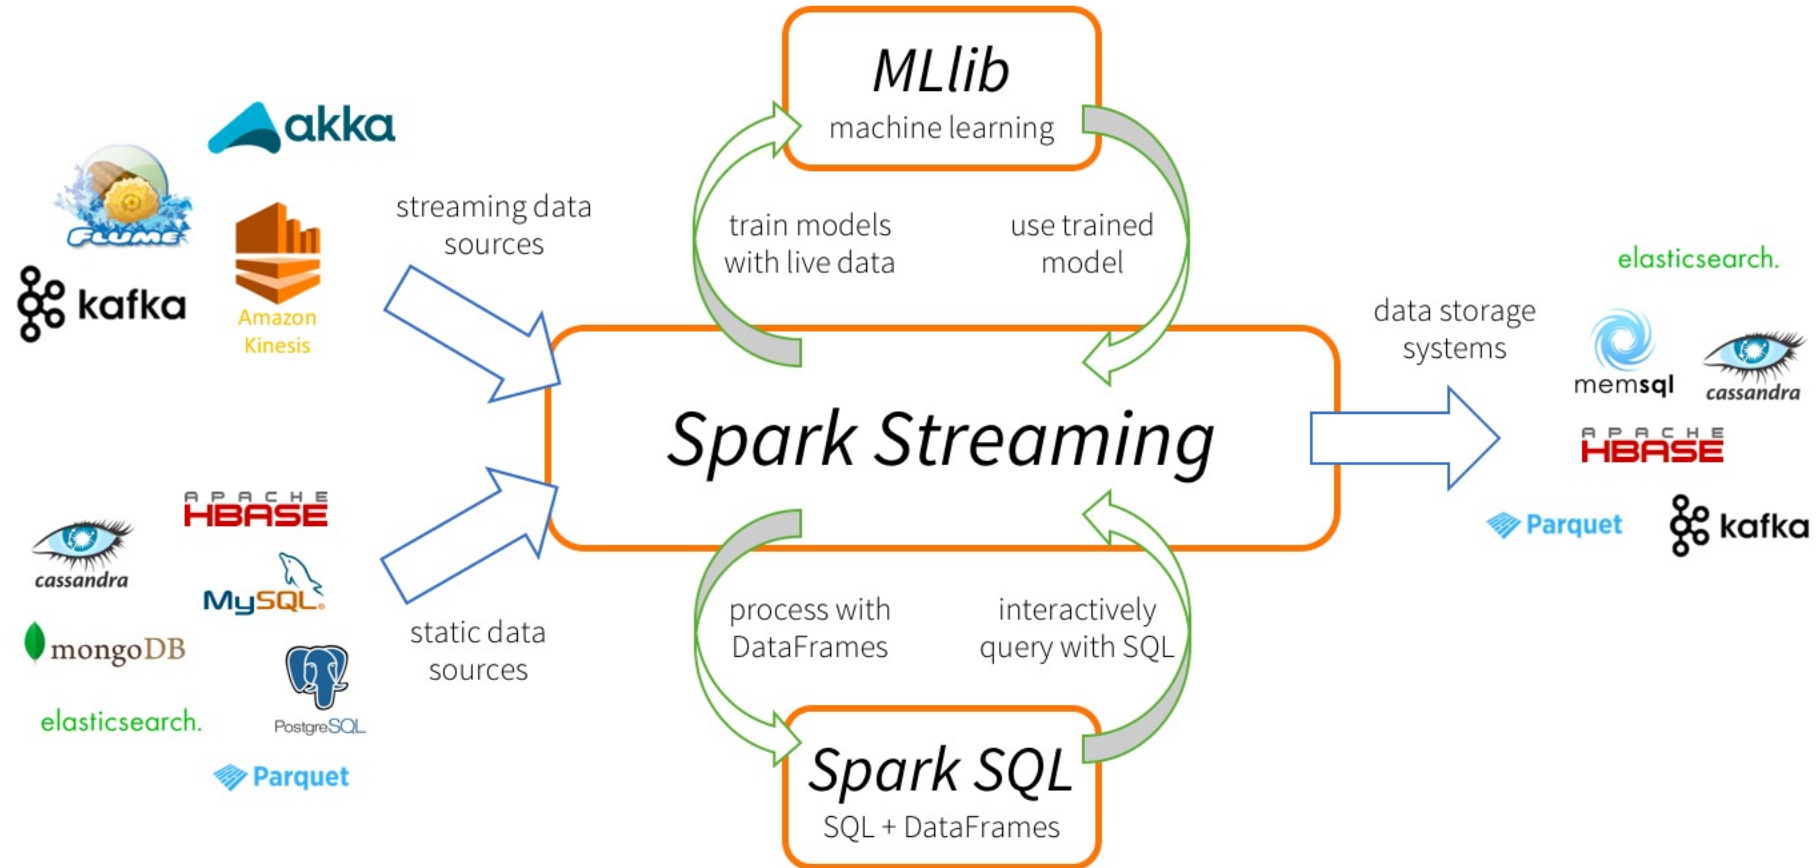 MLlib
machine learning
akka
FLUME
kafka
Amazon
Kinesis
streaming data
sources
train models
with live data
use trained
model
Spark Streaming
data storage
systems
elasticsearch.
memsql
cassandra
APACHE
HBASE
Parquet
kafka
APACHE
HBASE
cassandra
MySQL®
mongoDB
PostgreSQL
elasticsearch.
Parquet
static data
sources
process with
DataFrames
interactively
query with SQL
Spark SQL
SQL + DataFrames